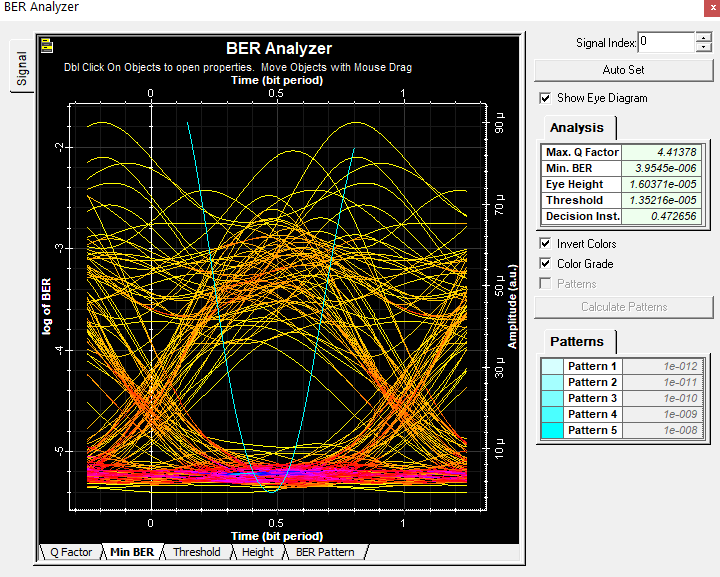 BER Analyzer
Signal
BER Analyzer
Dbl Click On Objects to open properties. Move Objects with Mouse Drag
Time (bit period)
0 0.5 1
log of BER
-2
-3
-4
-5
Amplitude (a.u.)
90 µ
70 µ
50 µ
30 µ
10 µ
0 0.5 1
Time (bit period)
Q Factor Min BER Threshold Height BER Pattern
Signal Index: 0
Auto Set
Show Eye Diagram
Analysis
Max. Q Factor 4.41378
Min. BER 3.9545e-006
Eye Height 1.60371e-005
Threshold 1.35216e-005
Decision Inst. 0.472656
Invert Colors
Color Grade
Patterns
Calculate Patterns
Patterns
Pattern 1 1e-012
Pattern 2 1e-011
Pattern 3 1e-010
Pattern 4 1e-009
Pattern 5 1e-008